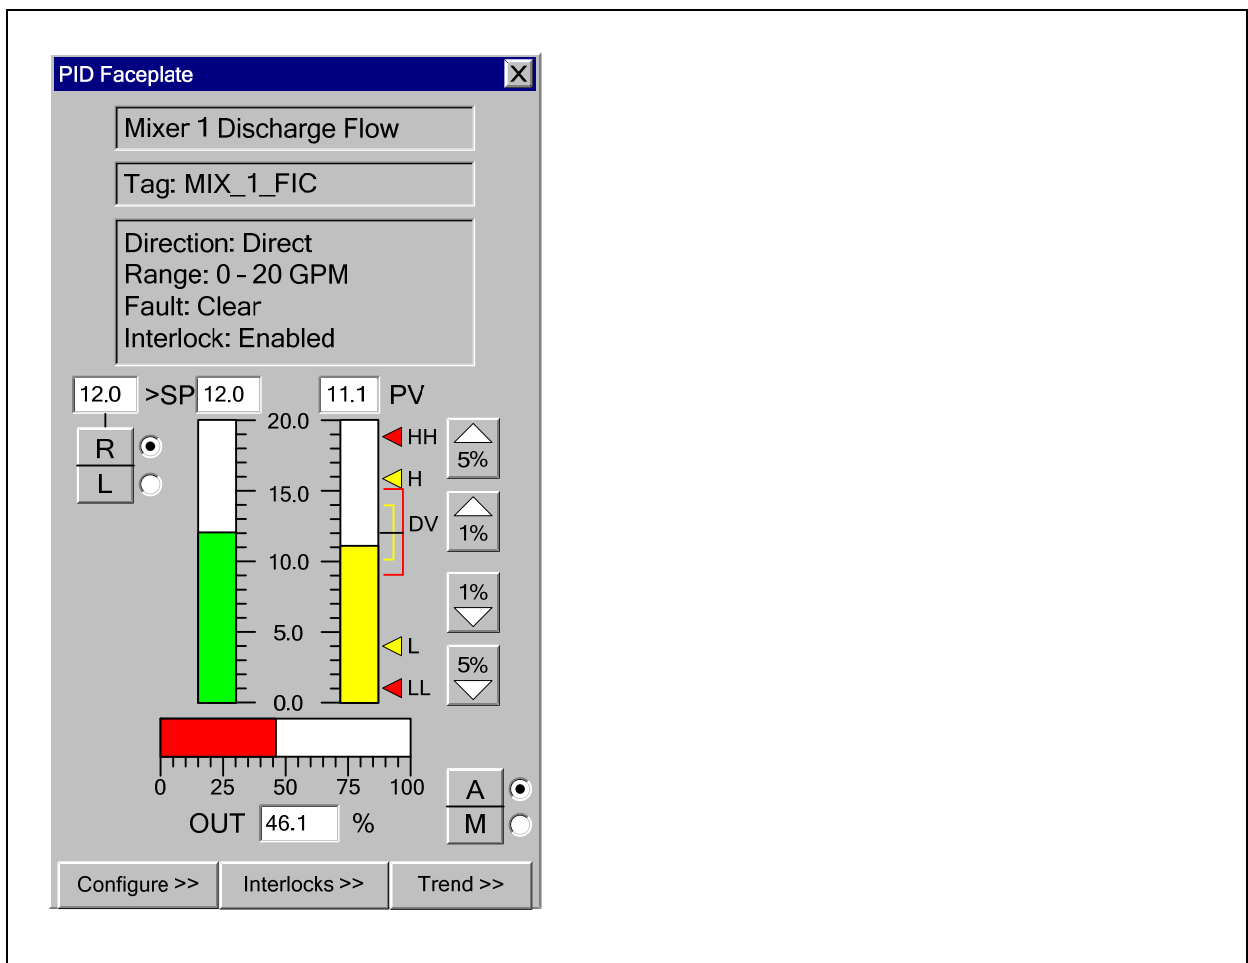 PID Faceplate X
Mixer 1 Discharge Flow
Tag: MIX_1_FIC
Direction: Direct
Range: 0 - 20 GPM
Fault: Clear
Interlock: Enabled
12.0 >SP 12.0 11.1 PV
20.0
HH
R
5%
H
L
15.0
DV
1%
10.0
1%
5.0
L
5%
LL
0.0
0 25 50 75 100
A
OUT 46.1 % M
Configure >> Interlocks >> Trend >>